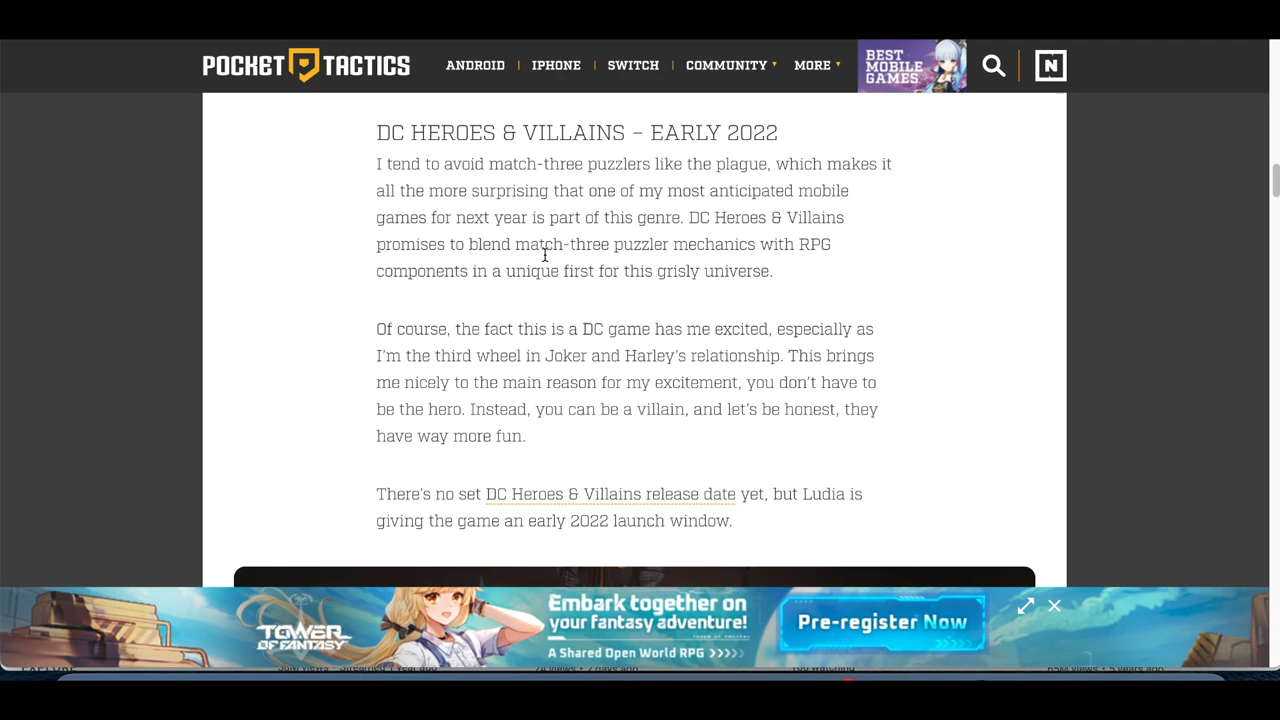 POCKET TACTICS
ANDROID
IPHONE
SWITCH
COMMUNITY
MORE
BEST
MOBILE
GAMES
N
DC HEROES & VILLAINS – EARLY 2022
I tend to avoid match-three puzzlers like the plague, which makes it
all the more surprising that one of my most anticipated mobile
games for next year is part of this genre. DC Heroes & Villains
promises to blend match-three puzzler mechanics with RPG
components in a unique first for this grisly universe.
Of course, the fact this is a DC game has me excited, especially as
I'm the third wheel in Joker and Harley's relationship. This brings
me nicely to the main reason for my excitement, you don't have to
be the hero. Instead, you can be a villain, and let's be honest, they
have way more fun.
There's no set DC Heroes & Villains release date yet, but Ludia is
giving the game an early 2022 launch window.
TOWER
OF FANTASY
Embark together on
your fantasy adventure!
TOWER OF FANTASY
A Shared Open World RPG
Pre-register Now